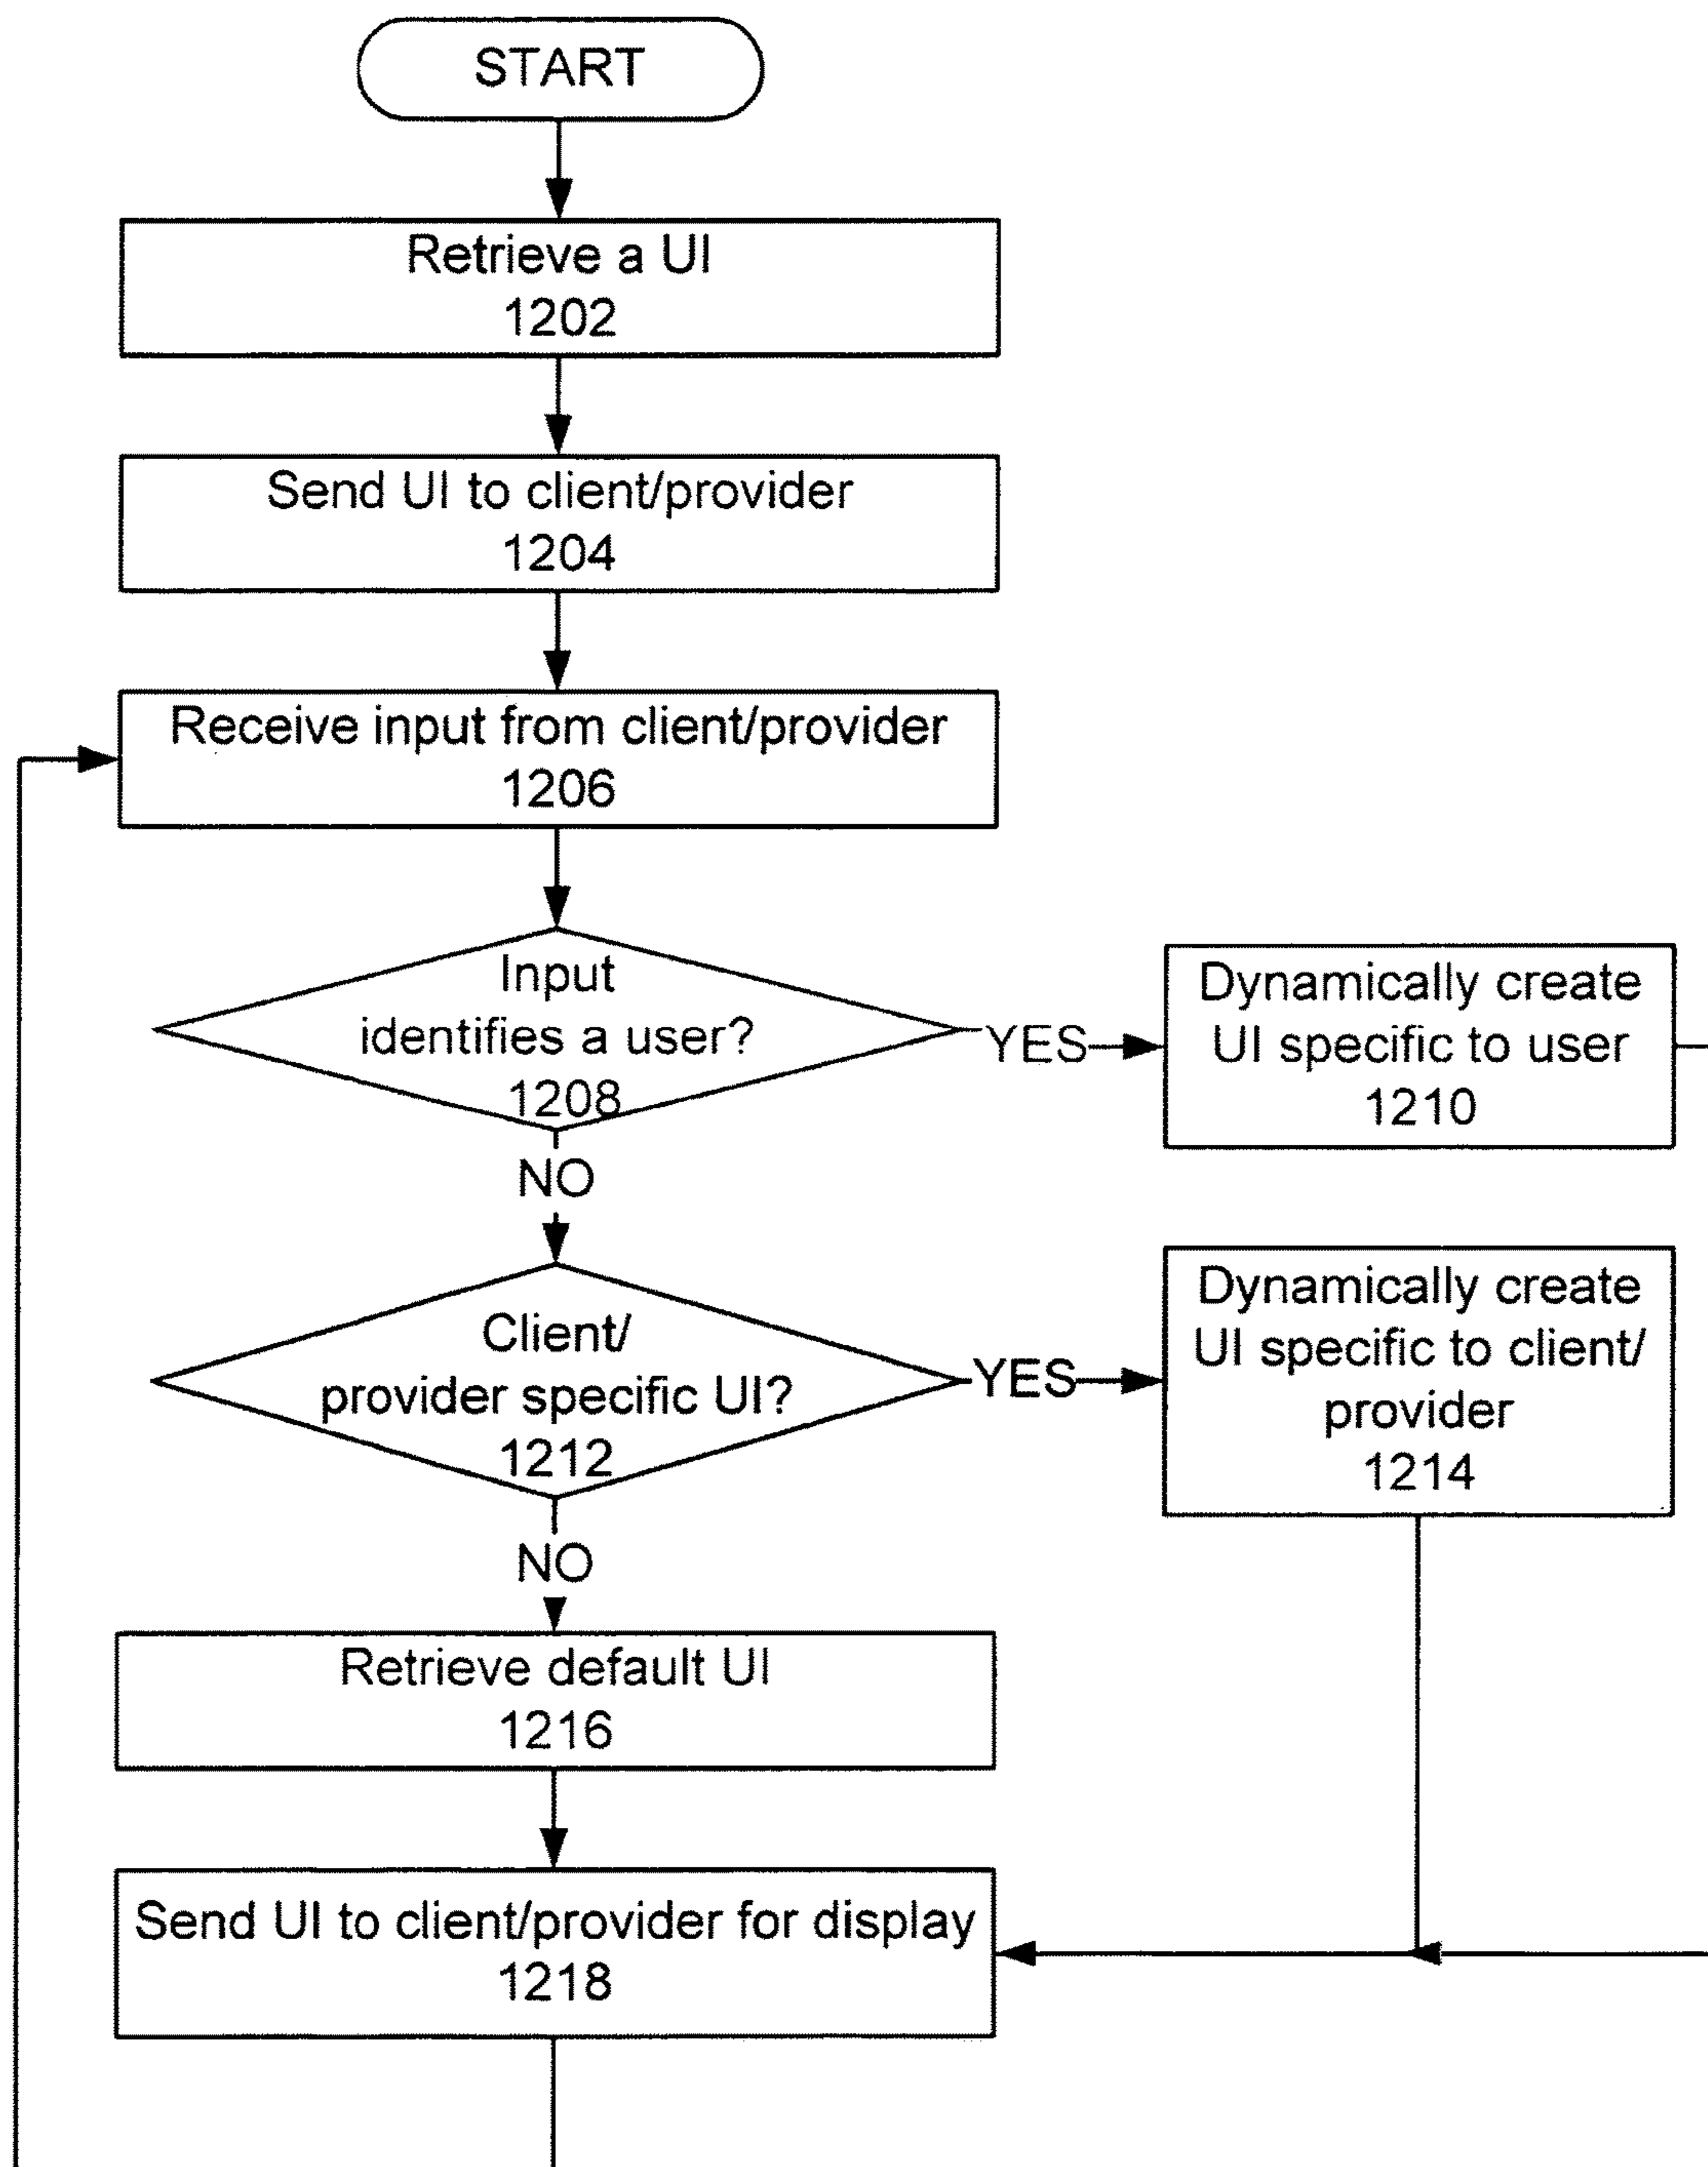 START
Retrieve a UI
1202
Send UI to client/provider
1204
Receive input from client/provider
1206
Input
identifies a user?
1208
YES
Dynamically create
UI specific to user
1210
NO
Client/
provider specific UI?
1212
YES
Dynamically create
UI specific to client/
provider
1214
NO
Retrieve default UI
1216
Send UI to client/provider for display
1218